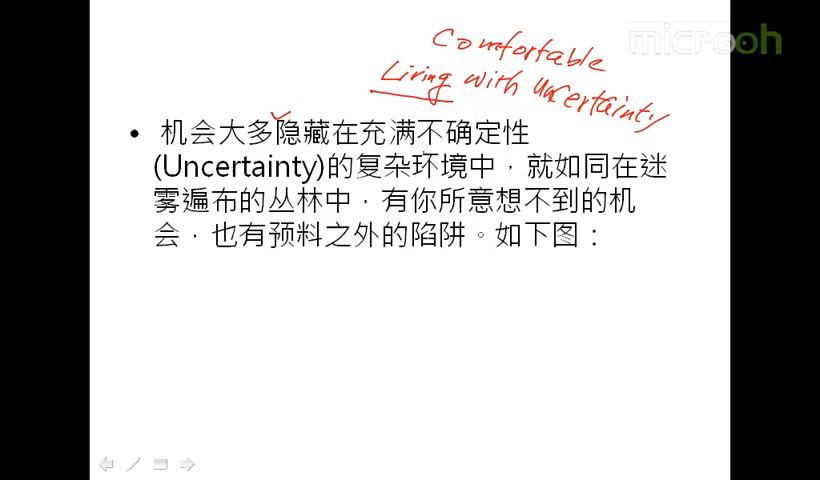 microoh
Comfortable
Living with Uncertainty
• 机会大多隐藏在充满不确定性
(Uncertainty)的复杂环境中，就如同在迷
雾遍布的丛林中，有你所意想不到的机
会，也有预料之外的陷阱。如下图：